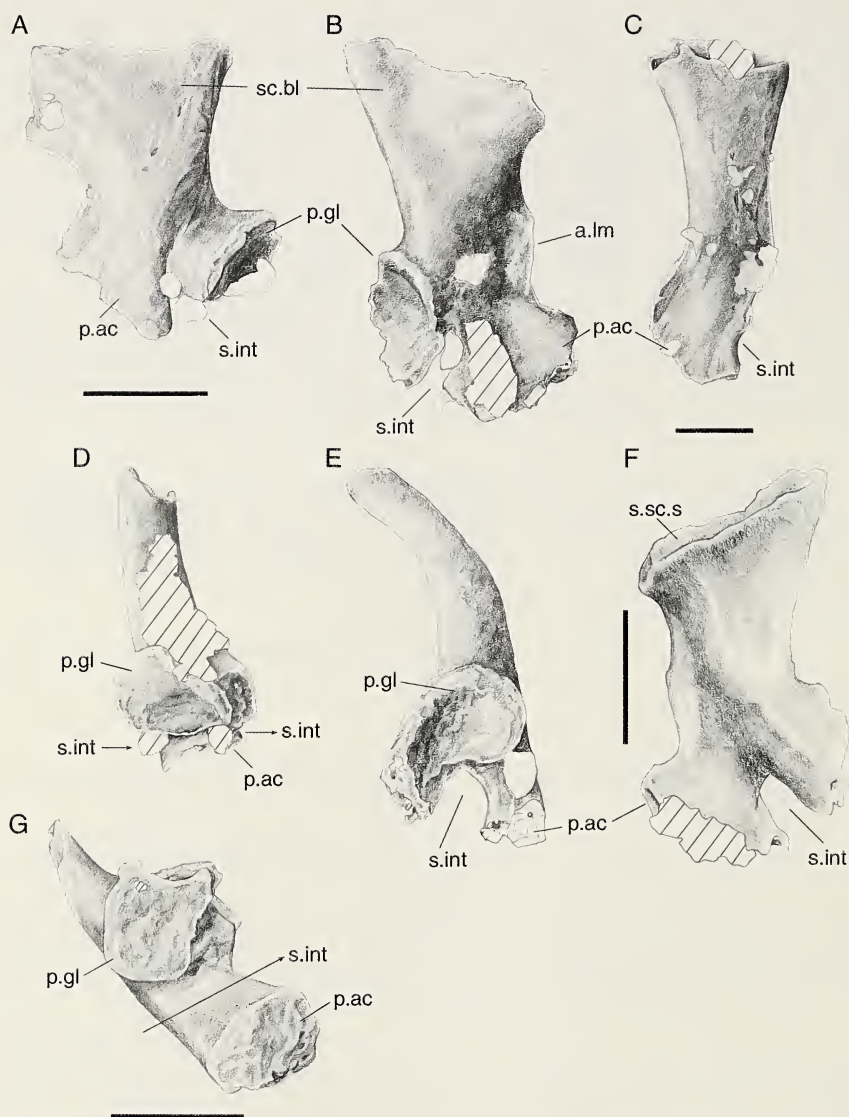 A
B
C
sc.bl
p.gl
a.lm
p.ac
p.ac
s.int
s.int
s.int
D
E
F
s.sc.s
p.gl
p.gl
s.int
s.int
p.ac
p.ac
s.int
s.int
G
s.int
p.gl
p.ac